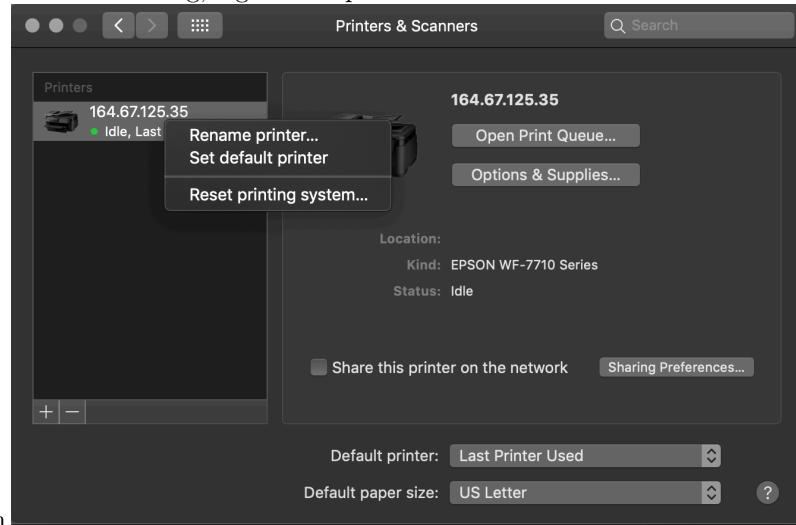 Printers & Scanners
Search
Printers
164.67.125.35
Idle, Last
Rename printer...
Set default printer
Reset printing system...
164.67.125.35
Open Print Queue...
Options & Supplies...
Location:
Kind: EPSON WF-7710 Series
Status: Idle
Share this printer on the network
Sharing Preferences...
+ −
Default printer: Last Printer Used
Default paper size: US Letter
?